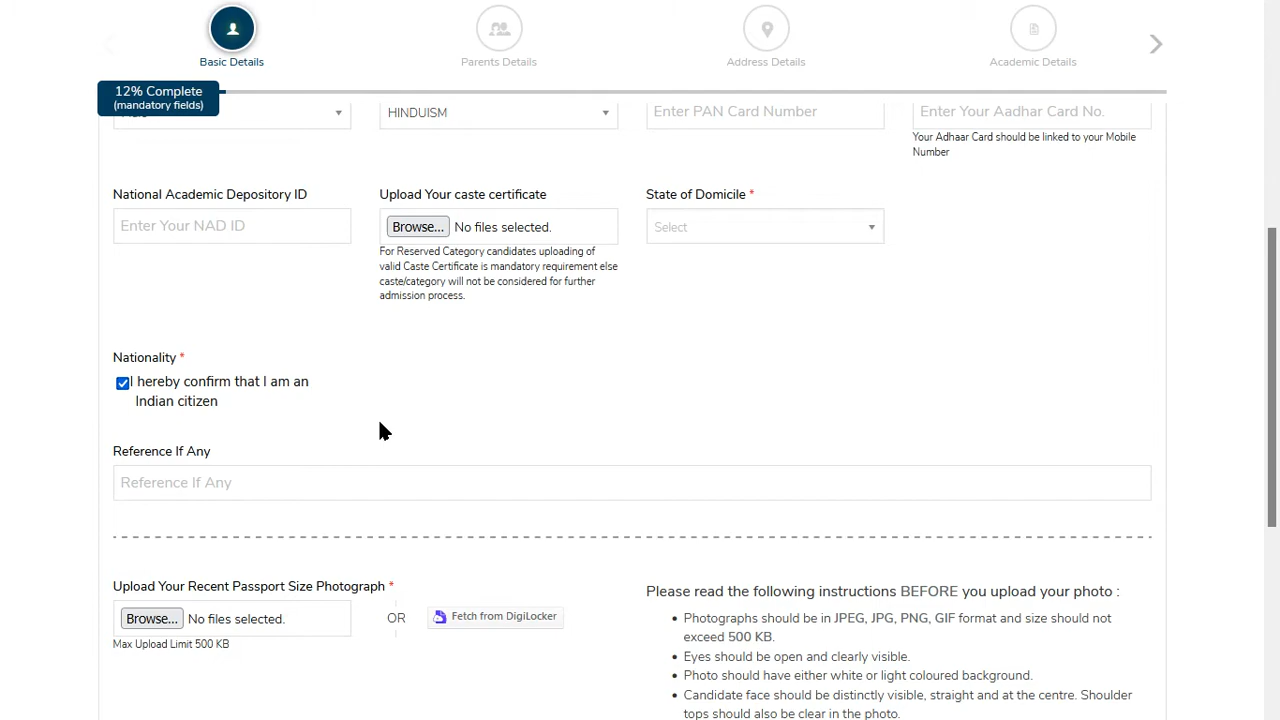 Basic Details
Parents Details
Address Details
Academic Details
12% Complete
(mandatory fields)
HINDUISM
Enter PAN Card Number
Enter Your Aadhar Card No.
Your Adhaar Card should be linked to your Mobile
Number
National Academic Depository ID
Upload Your caste certificate
State of Domicile *
Enter Your NAD ID
Browse... No files selected.
Select
For Reserved Category candidates uploading of
valid Caste Certificate is mandatory requirement else
caste/category will not be considered for further
admission process.
Nationality *
I hereby confirm that I am an
Indian citizen
Reference If Any
Reference If Any
Upload Your Recent Passport Size Photograph *
Browse... No files selected.
OR
Fetch from DigiLocker
Max Upload Limit 500 KB
Please read the following instructions BEFORE you upload your photo :
• Photographs should be in JPEG, JPG, PNG, GIF format and size should not
exceed 500 KB.
• Eyes should be open and clearly visible.
• Photo should have either white or light coloured background.
• Candidate face should be distinctly visible, straight and at the centre. Shoulder
tops should also be clear in the photo.